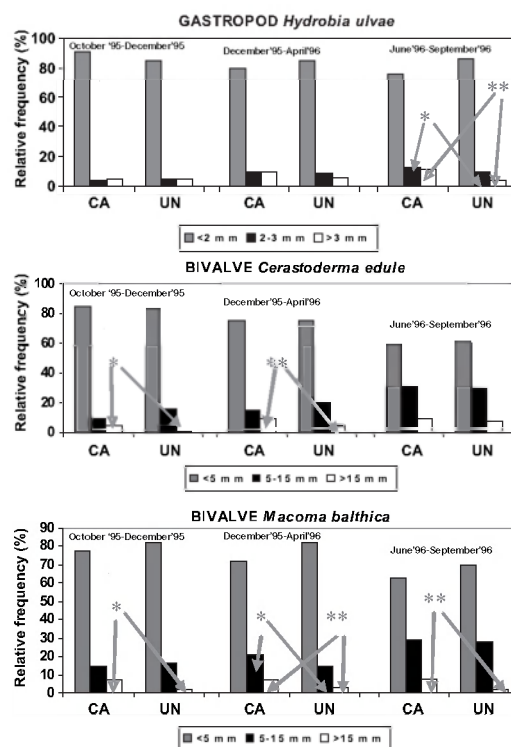 GASTROPOD Hydrobia ulvae
Relative frequency (%)
100
80
60
40
20
0
October '95-December'95
December-April'96
June'96-September'96
*
**
CA UN CA UN CA UN
<2 mm 2-3 mm >3 mm
BIVALVE Cerastoderma edule
Relative frequency (%)
100
80
60
40
20
0
October '95-December'95
December'95-April'96
June'96-September'96
*
**
CA UN CA UN CA UN
<5 mm 5-15 mm >15 mm
BIVALVE Macoma balthica
Relative frequency (%)
90
80
70
60
50
40
30
20
10
0
October '95-December'95
December'95-April'96
June'96-September'96
*
*
**
**
CA UN CA UN CA UN
<5 mm 5-15 mm >15 mm